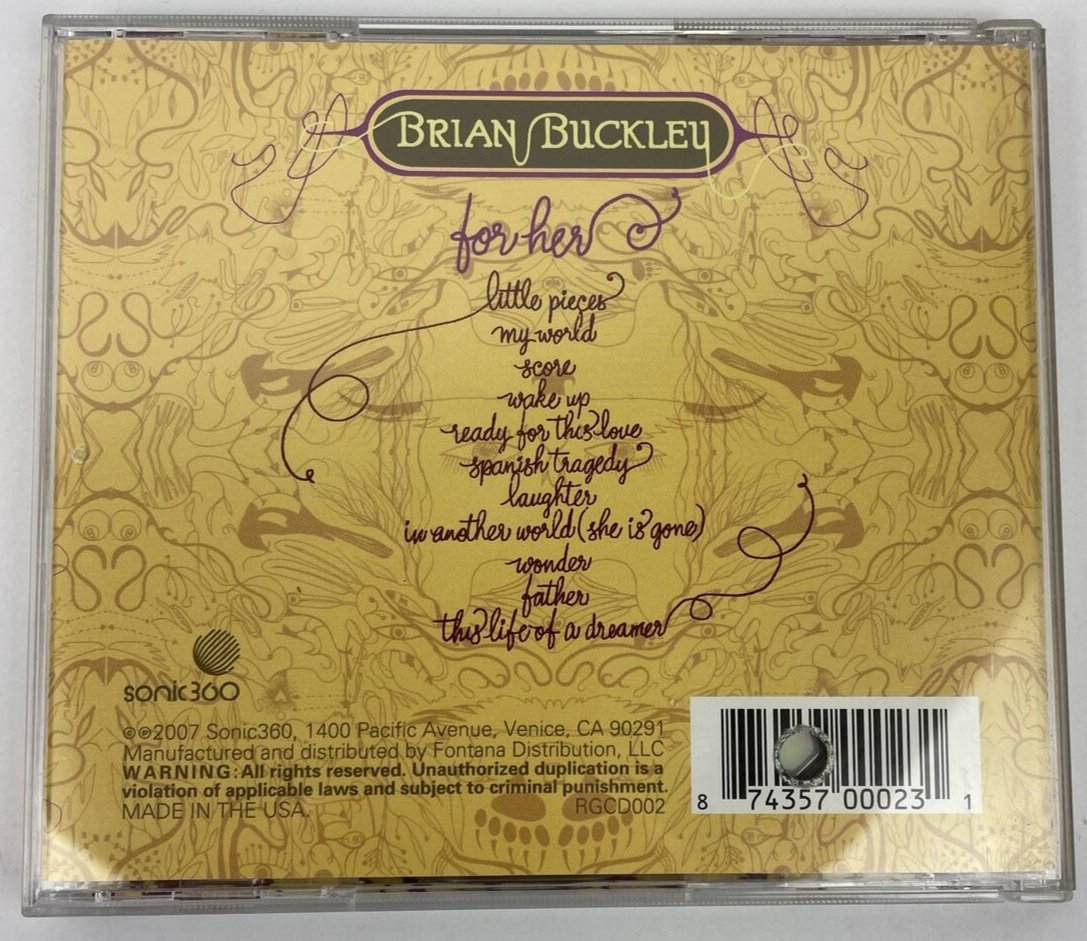 BRIAN BUCKLEY
for her
little pieces
my world
score
wake up
ready for this love
spanish tragedy
laughter
in another world (she is gone)
wonder
father
this life of a dreamer
sonic360
©℗2007 Sonic360, 1400 Pacific Avenue, Venice, CA 90291
Manufactured and distributed by Fontana Distribution, LLC
WARNING: All rights reserved. Unauthorized duplication is a
violation of applicable laws and subject to criminal punishment.
MADE IN THE USA. RGCD002
8 74357 00023 1